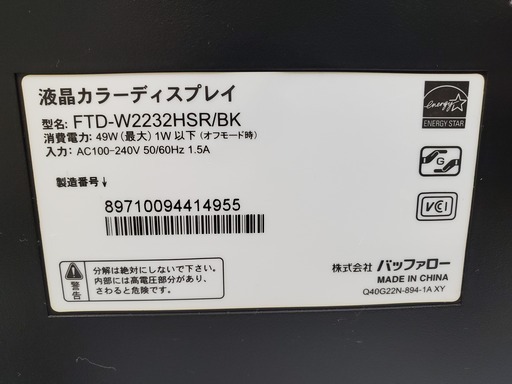 液晶カラーディスプレイ
型名: FTD-W2232HSR/BK
消費電力: 49W (最大) 1W 以下 (オフモード時)
入力: AC100-240V 50/60Hz 1.5A
製造番号↓
89710094414955
警告
分解は絶対にしないで下さい。
内部には高電圧部分が有り、
さわると危険です。
energy
ENERGY STAR
G
VCCI
株式会社 バッファロー
MADE IN CHINA
Q40G22N-894-1A XY